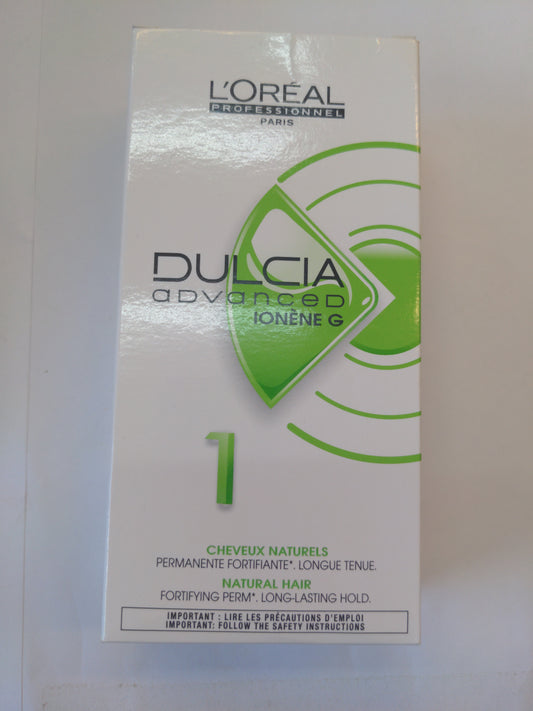 L'ORÉAL
PROFESSIONNEL
PARIS
DULCIA
aDvanceD
IONÈNE G
1
CHEVEUX NATURELS
PERMANENTE FORTIFIANTE*. LONGUE TENUE.
NATURAL HAIR
FORTIFYING PERM*. LONG-LASTING HOLD.
IMPORTANT : LIRE LES PRÉCAUTIONS D'EMPLOI
IMPORTANT: FOLLOW THE SAFETY INSTRUCTIONS